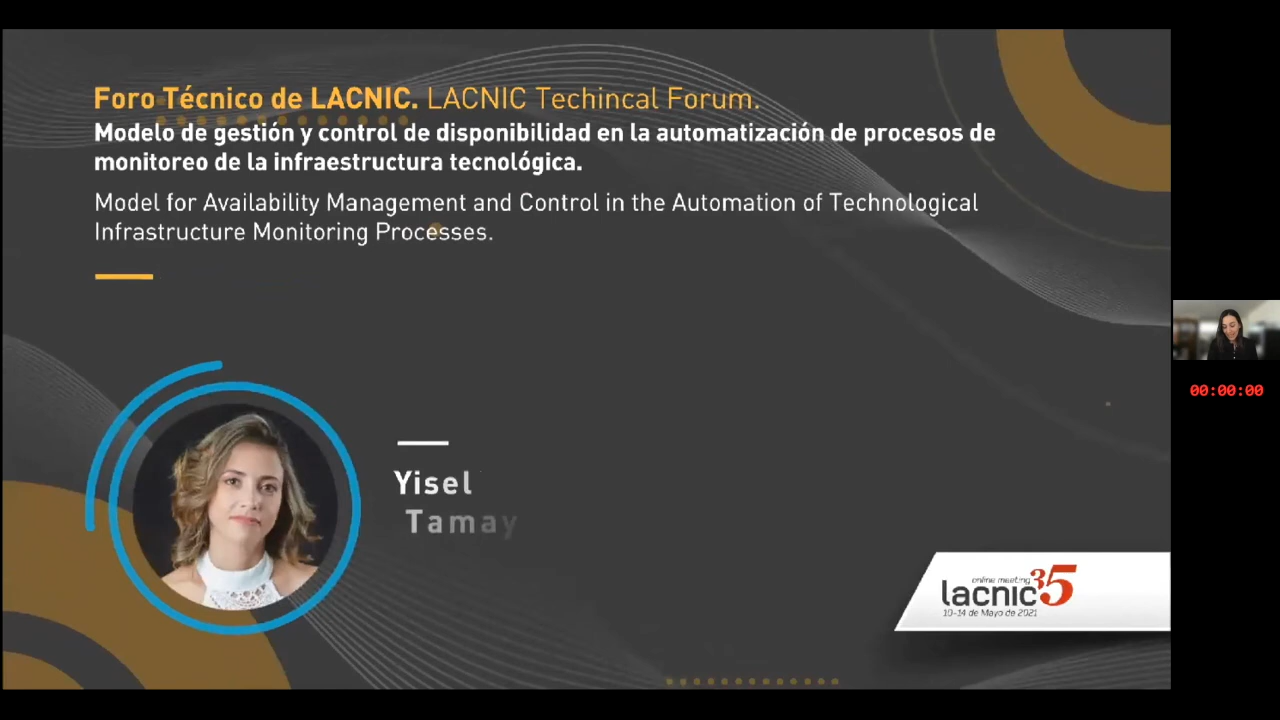 Foro Técnico de LACNIC. LACNIC Techincal Forum.
Modelo de gestión y control de disponibilidad en la automatización de procesos de
monitoreo de la infraestructura tecnológica.
Model for Availability Management and Control in the Automation of Technological
Infrastructure Monitoring Processes.
00:00:00
Yisel
Tamay
online meeting
lacnic 35
10-14 de Mayo de 2021